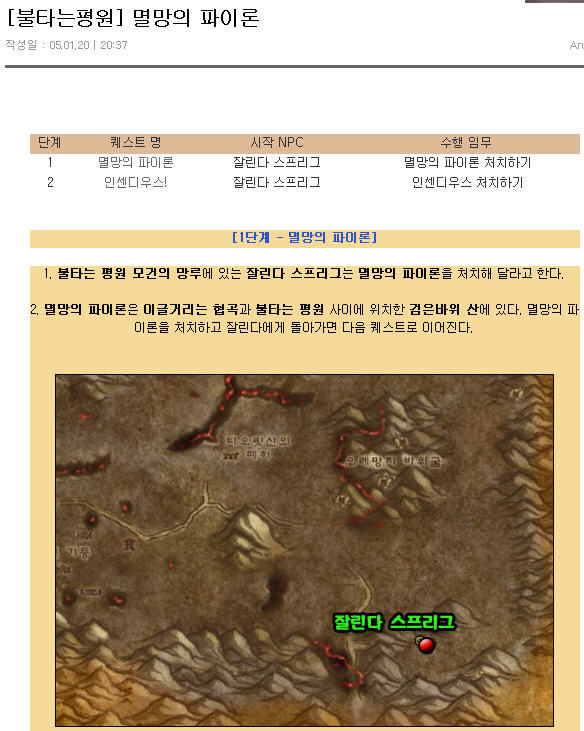 [불타는평원] 멸망의 파이론
작성일 : 05.01.20 | 20:37
Aru
단계 퀘스트 명 시작 NPC 수행 임무
1 멸망의 파이론 잘린다 스프리그 멸망의 파이론 처치하기
2 인센디우스! 잘린다 스프리그 인센디우스 처치하기
[1단계 - 멸망의 파이론]
1. 불타는 평원 모건의 망루에 있는 잘린다 스프리그는 멸망의 파이론을 처치해 달라고 한다.
2. 멸망의 파이론은 이글거리는 협곡과 불타는 평원 사이에 위치한 검은바위 산에 있다. 멸망의 파
이론을 처치하고 잘린다에게 돌아가면 다음 퀘스트로 이어진다.
타우릿산의
폐허
우레망치 바위굴
기둥
잘린다 스프리그